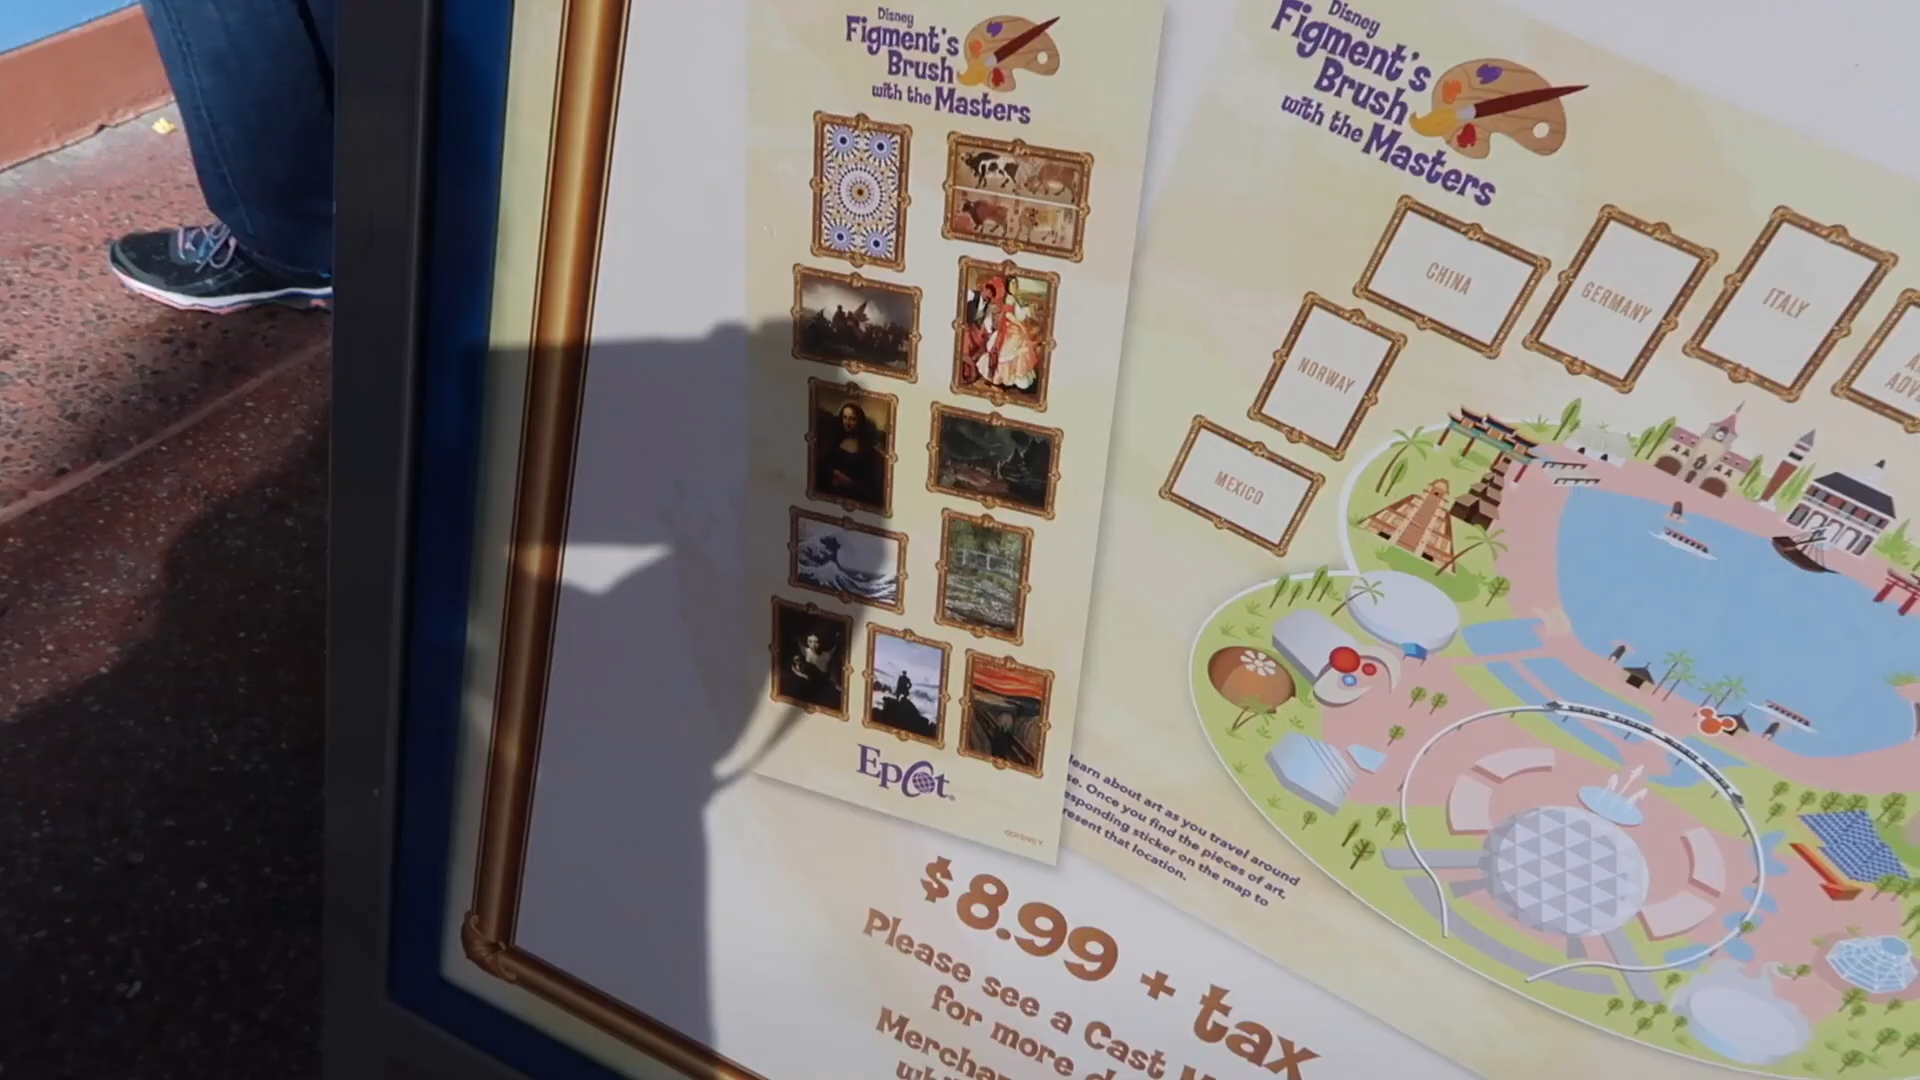 Disney
Figment's
Brush
with the Masters
Epcot
©DISNEY
Disney
Figment's
Brush
with the Masters
CHINA
GERMANY
ITALY
NORWAY
MEXICO
learn about art as you travel around
Once you find the pieces of art,
sticker on the map to
that location.
$8.99 + tax
Please see a Cast
for more